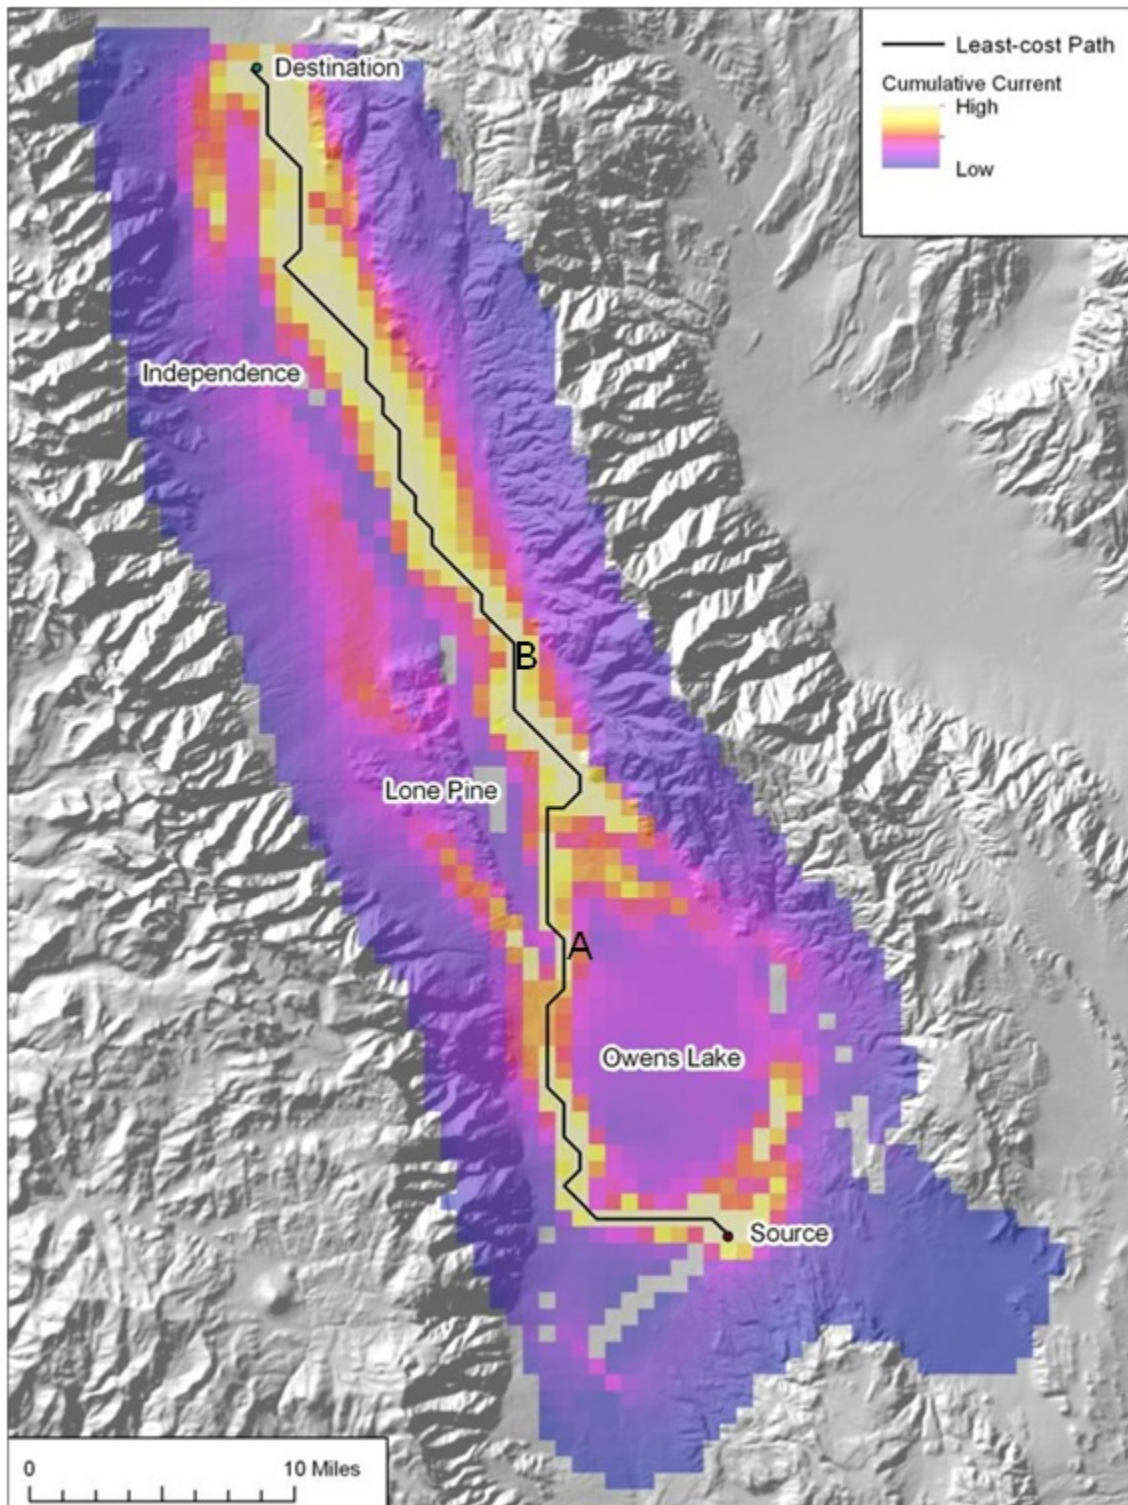 Destination
Least-cost Path
Cumulative Current
High
Low
Independence
B
Lone Pine
A
Owens Lake
Source
0 10 Miles